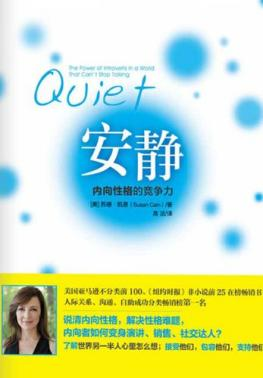 The Power of Introverts in a World
That Can't Stop Talking
Quiet
安静
内向性格的竞争力
[美] 苏珊·凯恩（Susan Cain）/著
高洁/译
美国亚马逊不分类前100、《纽约时报》非小说前25在榜畅书
人际关系、沟通、自助成功分类畅销榜第一名
说清内向性格，解决性格难题，
内向者如何变身演讲、销售、社交达人？
了解世界另一半人心里怎么想；接受他们，包容他们，支持他